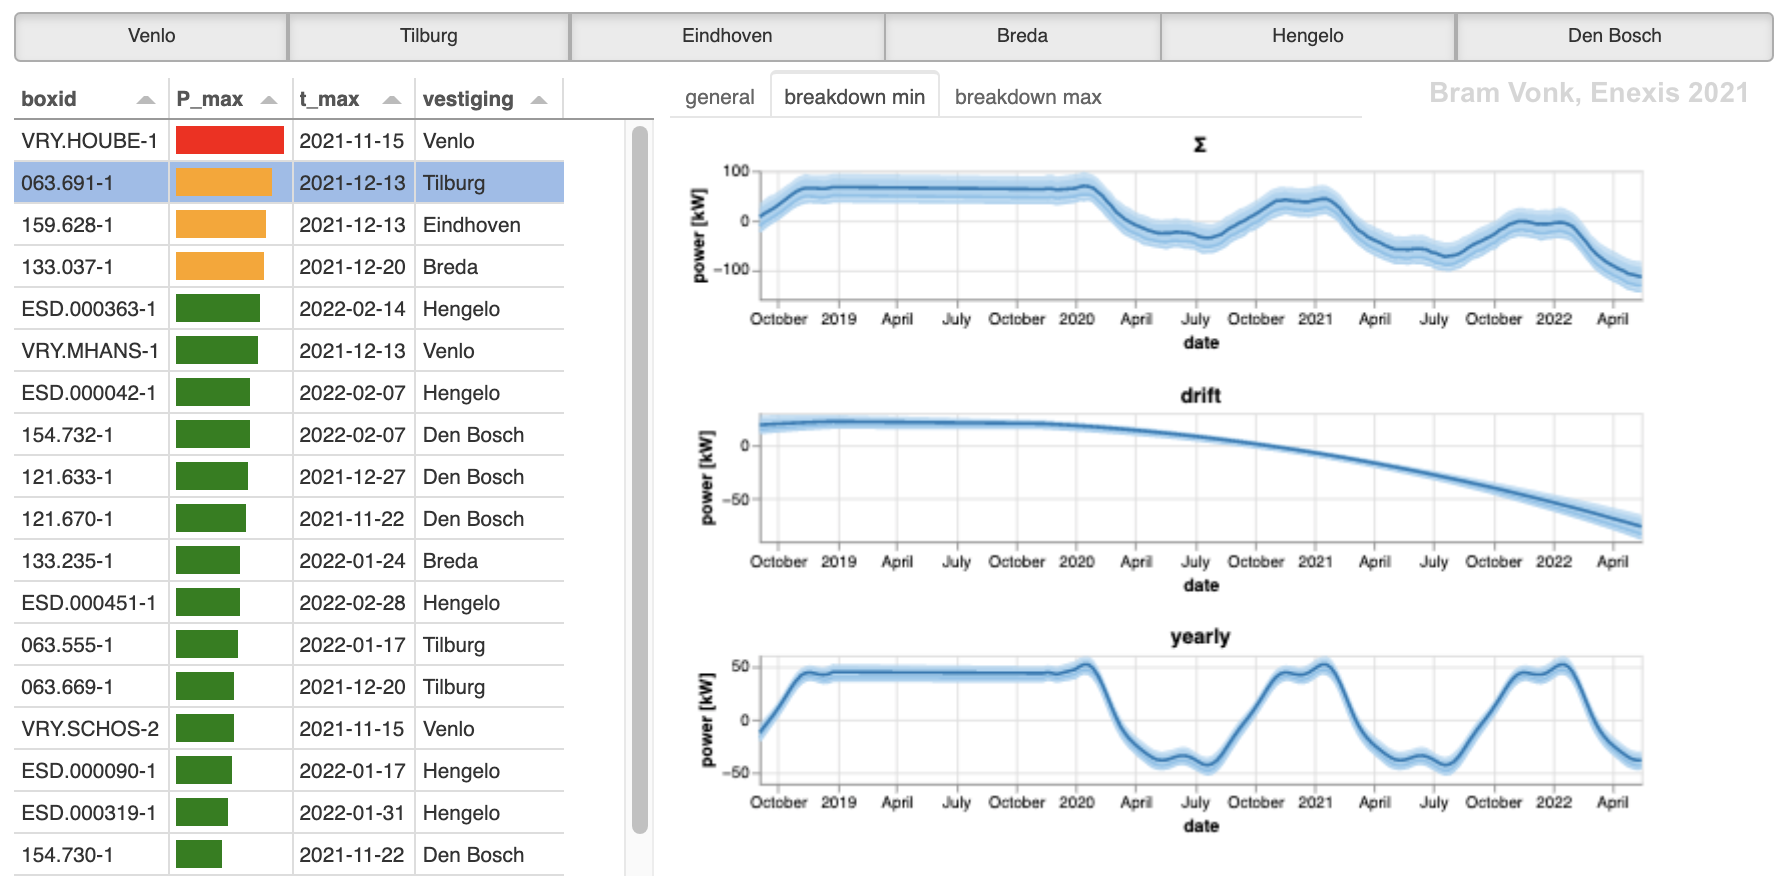 Venlo Tilburg Eindhoven Breda Hengelo Den Bosch
boxid P_max t_max vestiging
VRY.HOUBE-1 2021-11-15 Venlo
063.691-1 2021-12-13 Tilburg
159.628-1 2021-12-13 Eindhoven
133.037-1 2021-12-20 Breda
ESD.000363-1 2022-02-14 Hengelo
VRY.MHANS-1 2021-12-13 Venlo
ESD.000042-1 2022-02-07 Hengelo
154.732-1 2022-02-07 Den Bosch
121.633-1 2021-12-27 Den Bosch
121.670-1 2021-11-22 Den Bosch
133.235-1 2022-01-24 Breda
ESD.000451-1 2022-02-28 Hengelo
063.555-1 2022-01-17 Tilburg
063.669-1 2021-12-20 Tilburg
VRY.SCHOS-2 2021-11-15 Venlo
ESD.000090-1 2022-01-17 Hengelo
ESD.000319-1 2022-01-31 Hengelo
154.730-1 2021-11-22 Den Bosch
general breakdown min breakdown max
Bram Vonk, Enexis 2021
Σ
power [kW]
100
0
−100
October 2019 April July October 2020 April July October 2021 April July October 2022 April
date
drift
power [kW]
0
−50
October 2019 April July October 2020 April July October 2021 April July October 2022 April
date
yearly
power [kW]
50
0
−50
October 2019 April July October 2020 April July October 2021 April July October 2022 April
date